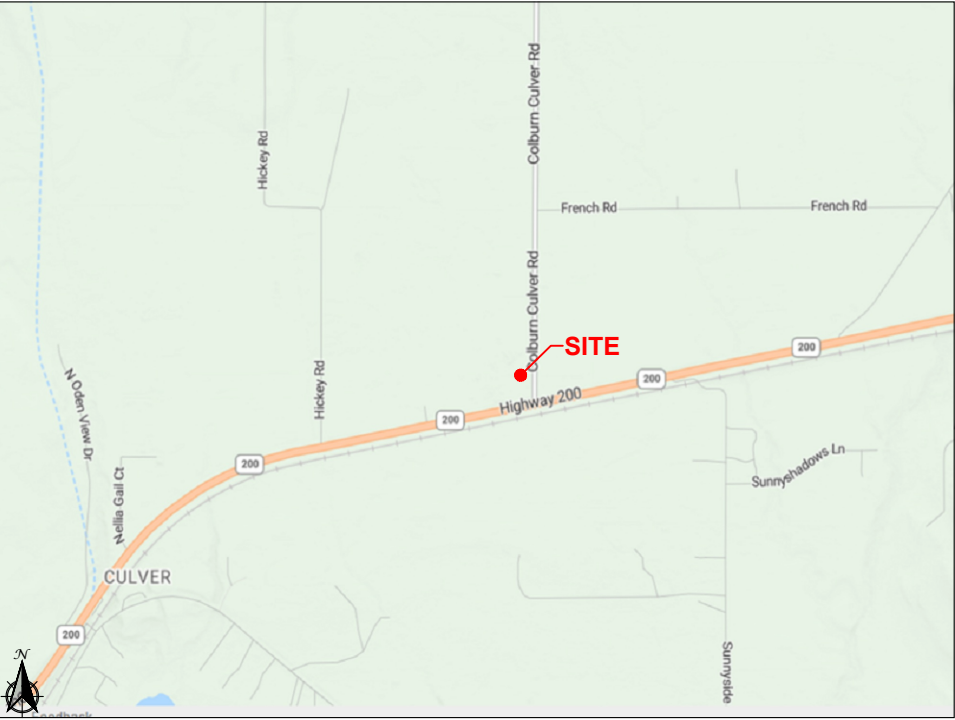 Colburn Culver Rd
Hickey Rd
French Rd
French Rd
Colburn Culver Rd
SITE
200
200
Hickey Rd
Highway 200
200
N Oden View Dr
200
Sunnyshadows Ln
Nellia Gail Ct
CULVER
200
Sunnyside
N